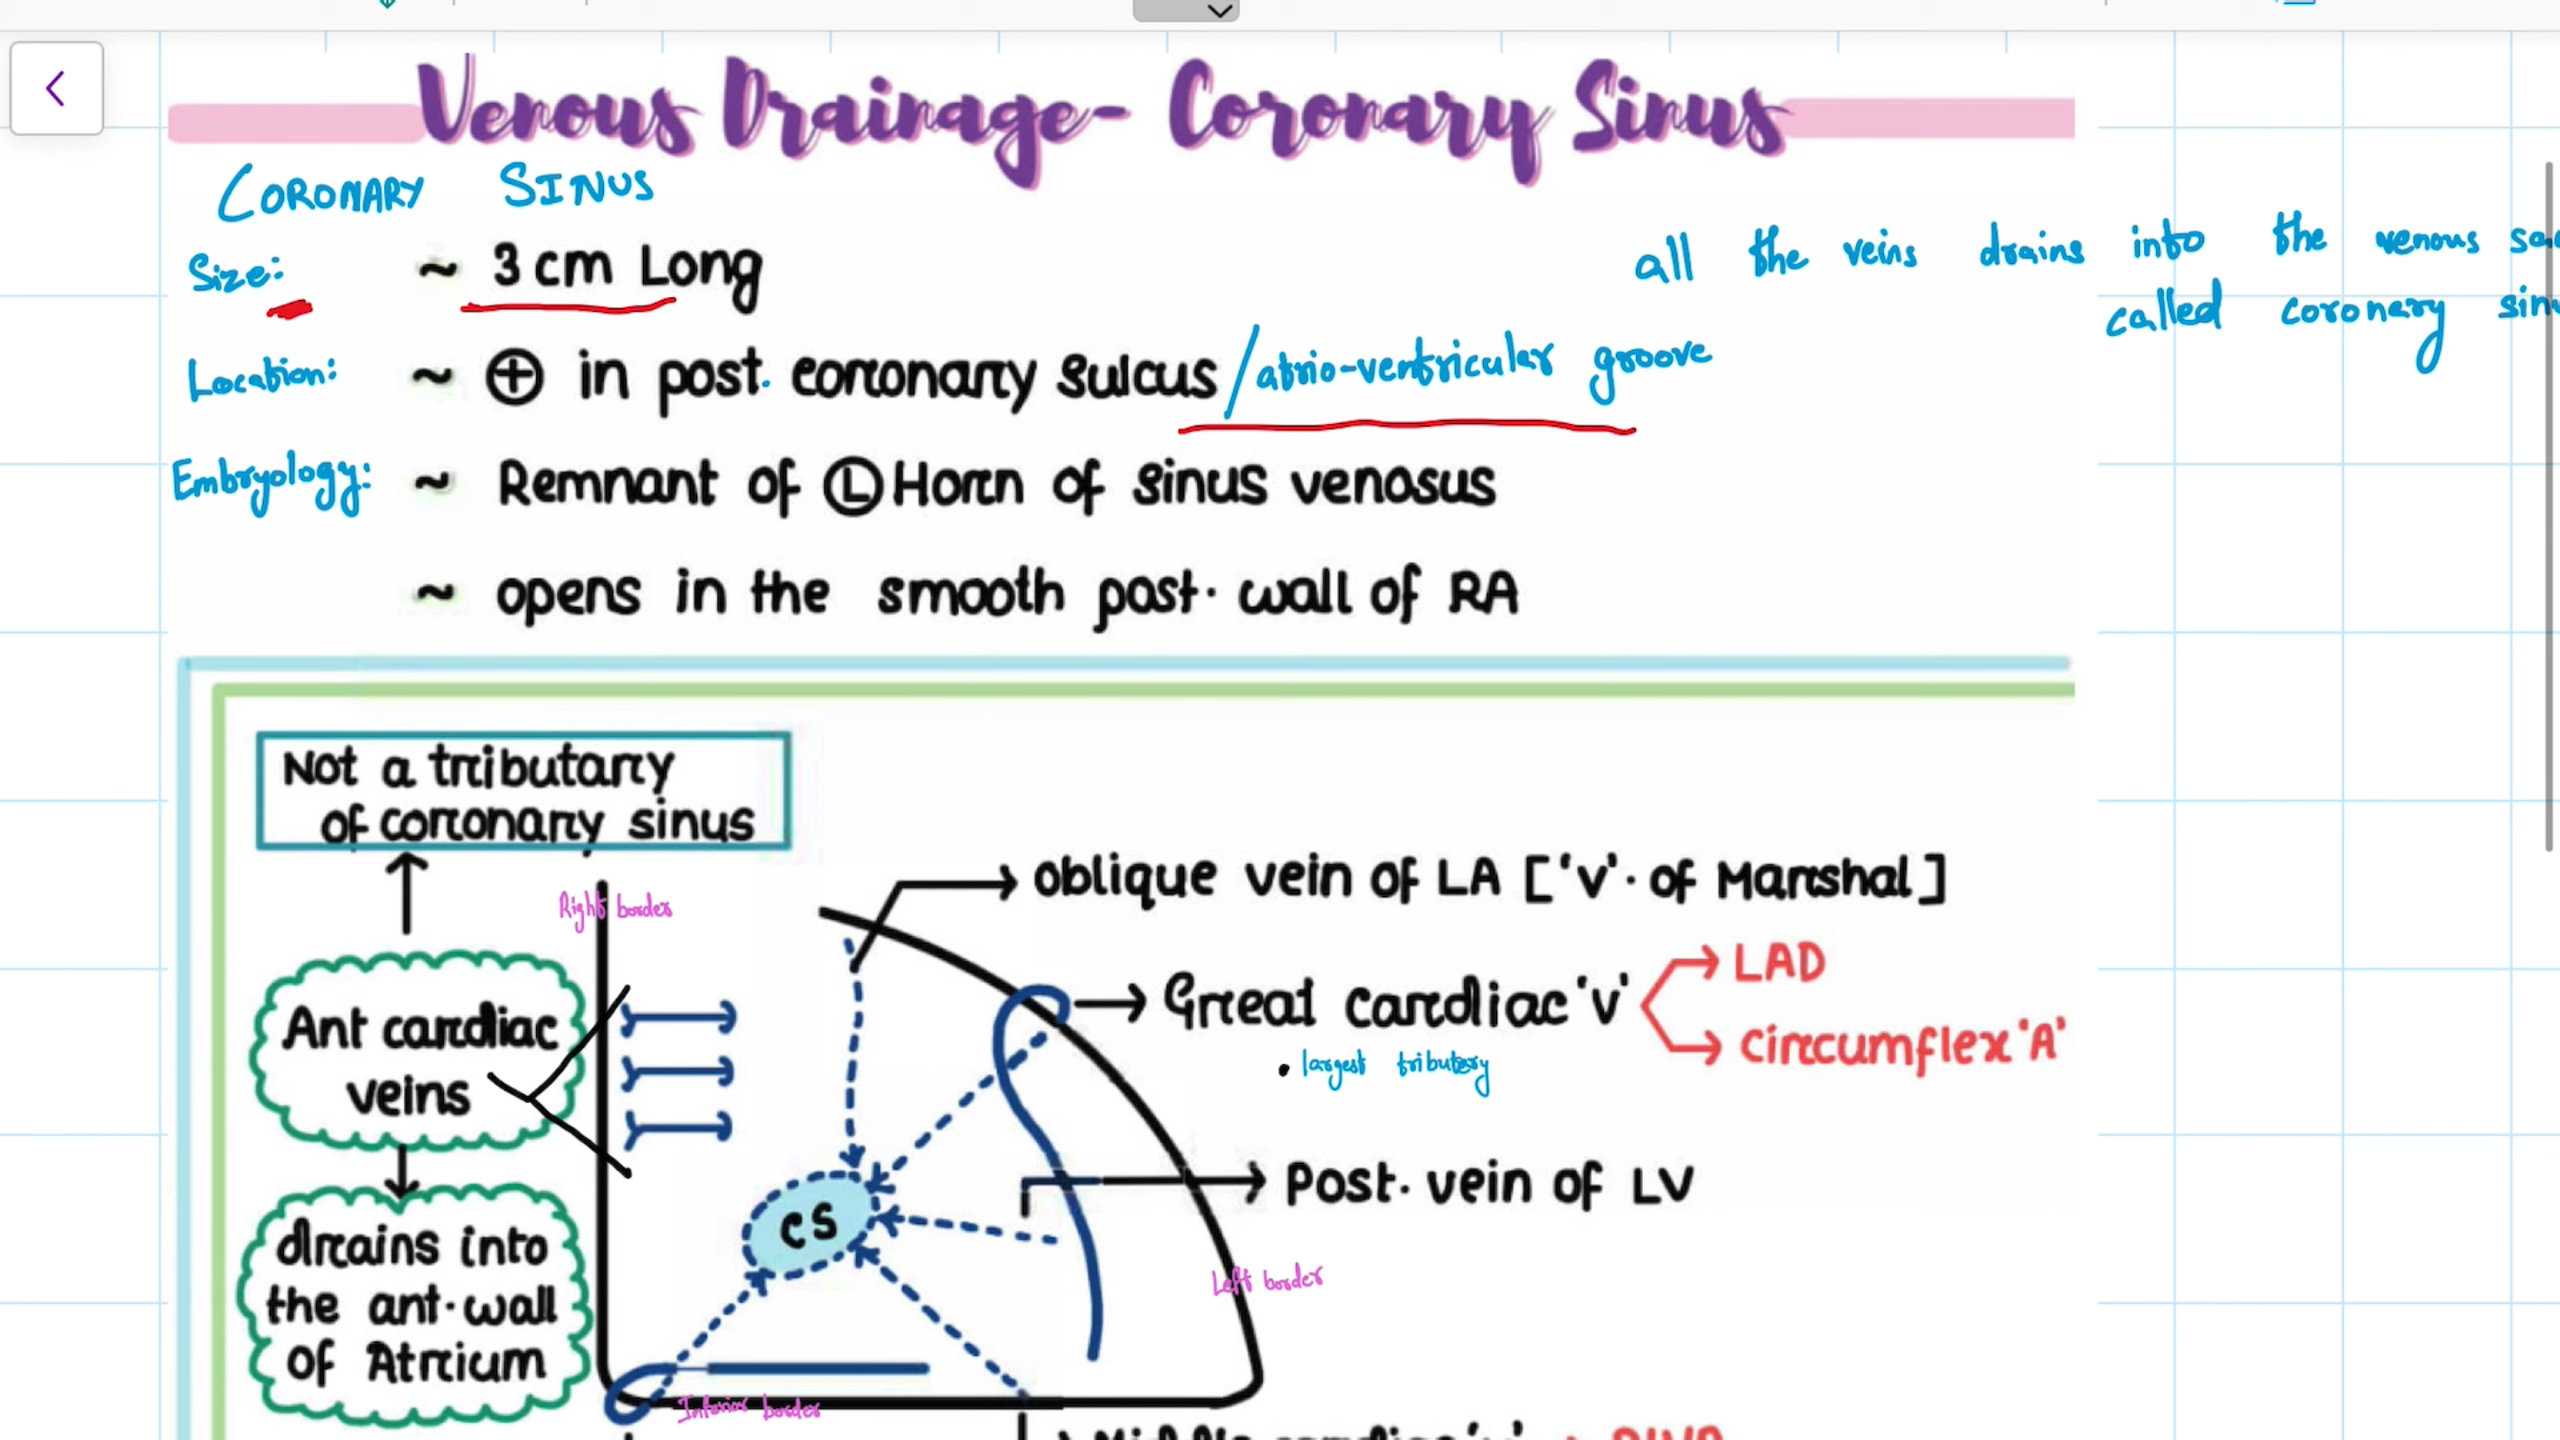 Venous Drainage- Coronary Sinus
CORONARY SINUS
Size: ~ 3 cm Long
all the veins drains into the venous
called coronary
Location: ~ ⊕ in post. coronary sulcus / atrio-ventricular groove
Embryology: ~ Remnant of Ⓛ Horn of sinus venosus
~ opens in the smooth post. wall of RA
Not a tributary
of coronary sinus
oblique vein of LA ['v'. of Marshal]
Right border
LAD
Great cardiac 'v'
Ant cardiac
veins
circumflex 'A'
• largest tributery
Post. vein of LV
CS
drains into
the ant. wall
of Atrium
Left border
Inferior border